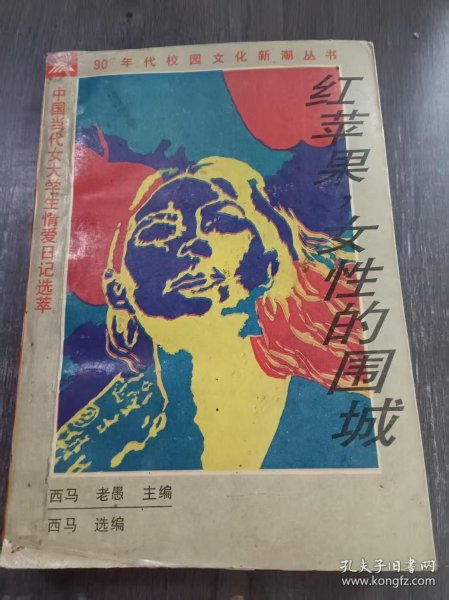 90年代校园文化新潮丛书
红苹果，女性的围城
中国当代女大学生情爱日记选萃
西马 老愚 主编
西马 选编
孔夫子旧书网
www.kongfz.com